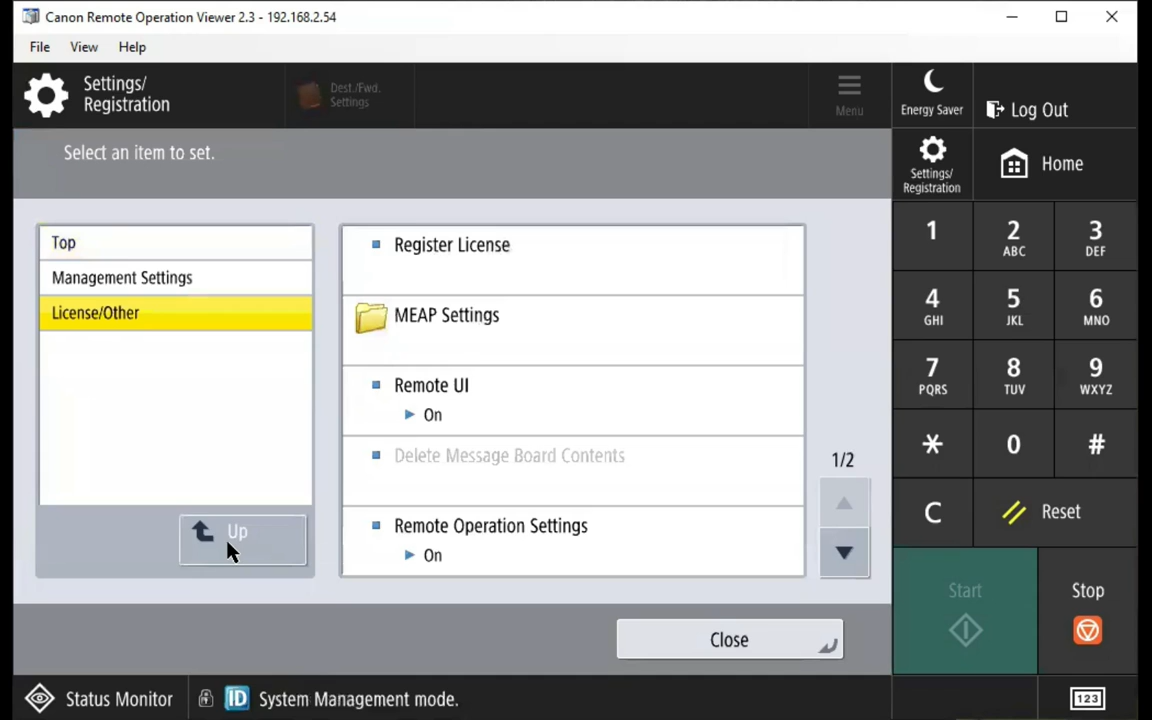 Canon Remote Operation Viewer 2.3 - 192.168.2.54
File View Help
Settings/
Registration
Dest./Fwd.
Settings
Menu
Energy Saver
Log Out
Select an item to set.
Settings/
Registration
Home
Top
Management Settings
License/Other
Up
Register License
MEAP Settings
Remote UI
On
Delete Message Board Contents
Remote Operation Settings
On
1/2
Close
1
2
ABC
3
DEF
4
GHI
5
JKL
6
MNO
7
PQRS
8
TUV
9
WXYZ
*
0
#
C
Reset
Start
Stop
Status Monitor
ID
System Management mode.
123